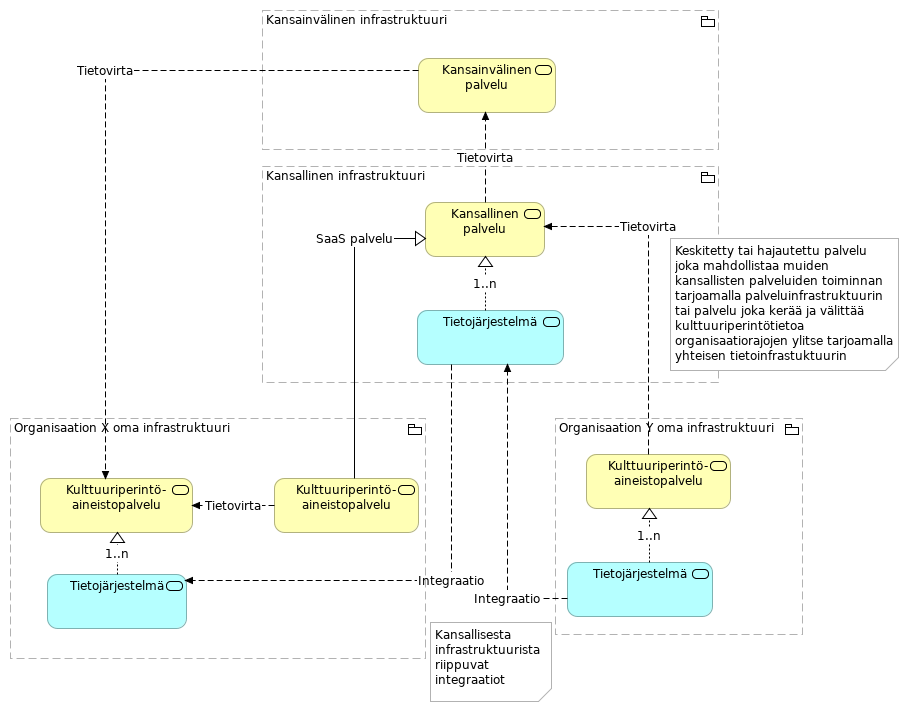 Kansainvälinen infrastruktuuri
Kansainvälinen
palvelu
Tietovirta
Tietovirta
Kansallinen infrastruktuuri
Kansallinen
palvelu
SaaS palvelu
Tietovirta
1..n
Tietojärjestelmä
Keskitetty tai hajautettu palvelu
joka mahdollistaa muiden
kansallisten palveluiden toiminnan
tarjoamalla palveluinfrastruktuurin
tai palvelu joka kerää ja välittää
kulttuuriperintötietoa
organisaatiorajojen ylitse tarjoamalla
yhteisen tietoinfrastuktuurin
Organisaation X oma infrastruktuuri
Kulttuuriperintö-
aineistopalvelu
Tietovirta
Kulttuuriperintö-
aineistopalvelu
1..n
Tietojärjestelmä
Integraatio
Organisaation Y oma infrastruktuuri
Kulttuuriperintö-
aineistopalvelu
1..n
Tietojärjestelmä
Integraatio
Kansallisesta
infrastruktuurista
riippuvat
integraatiot